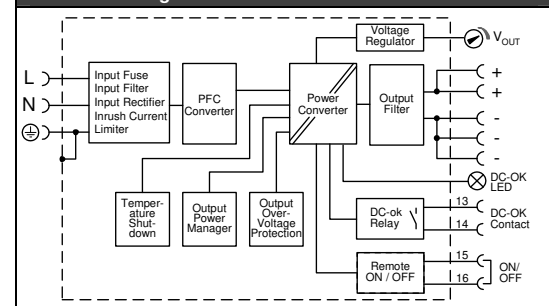 Voltage
Regulator
VOUT
L
N
Input Fuse
Input Filter
Input Rectifier
Inrush Current
Limiter
PFC
Converter
Power
Converter
Output
Filter
+
+
-
-
-
DC-OK
LED
Temper-
ature
Shut-
down
Output
Power
Manager
Output
Over-
Voltage
Protection
DC-ok
Relay
13
14
DC-OK
Contact
Remote
ON / OFF
15
16
ON/
OFF